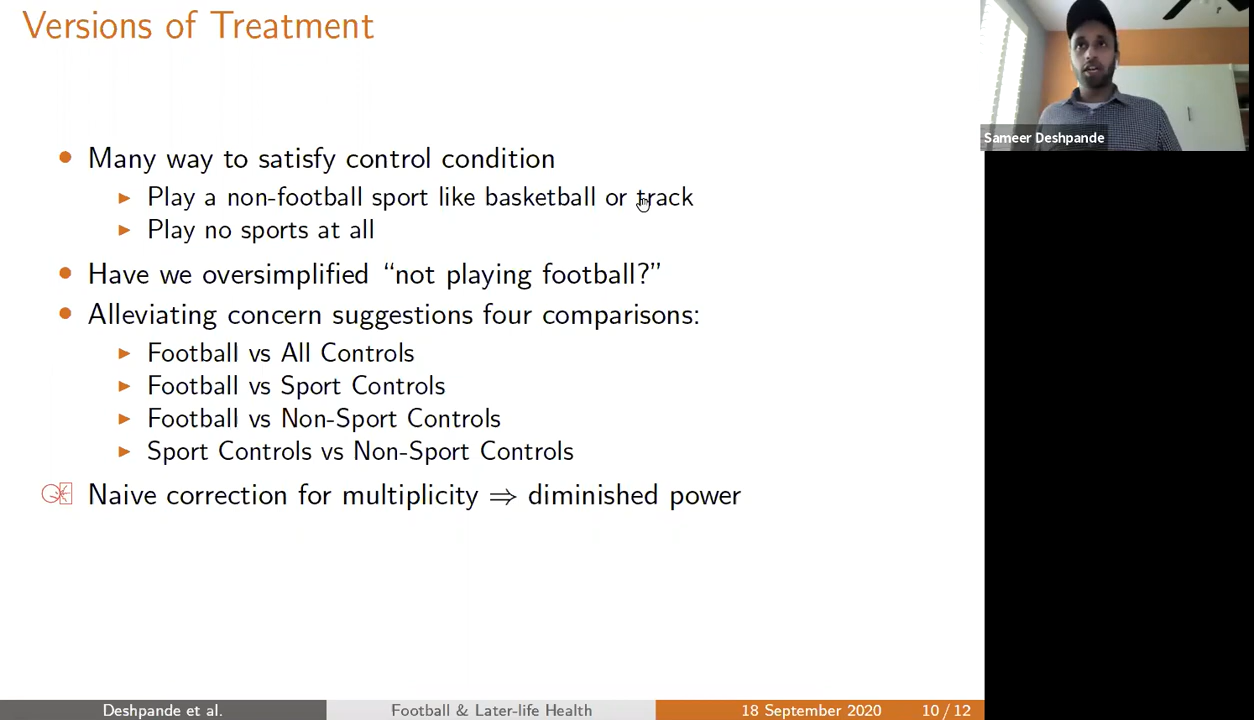 Versions of Treatment
Sameer Deshpande
• Many way to satisfy control condition
▶ Play a non-football sport like basketball or track
▶ Play no sports at all
• Have we oversimplified “not playing football?”
• Alleviating concern suggestions four comparisons:
▶ Football vs All Controls
▶ Football vs Sport Controls
▶ Football vs Non-Sport Controls
▶ Sport Controls vs Non-Sport Controls
Naive correction for multiplicity ⇒ diminished power
Deshpande et al. Football & Later-life Health 18 September 2020 10 / 12